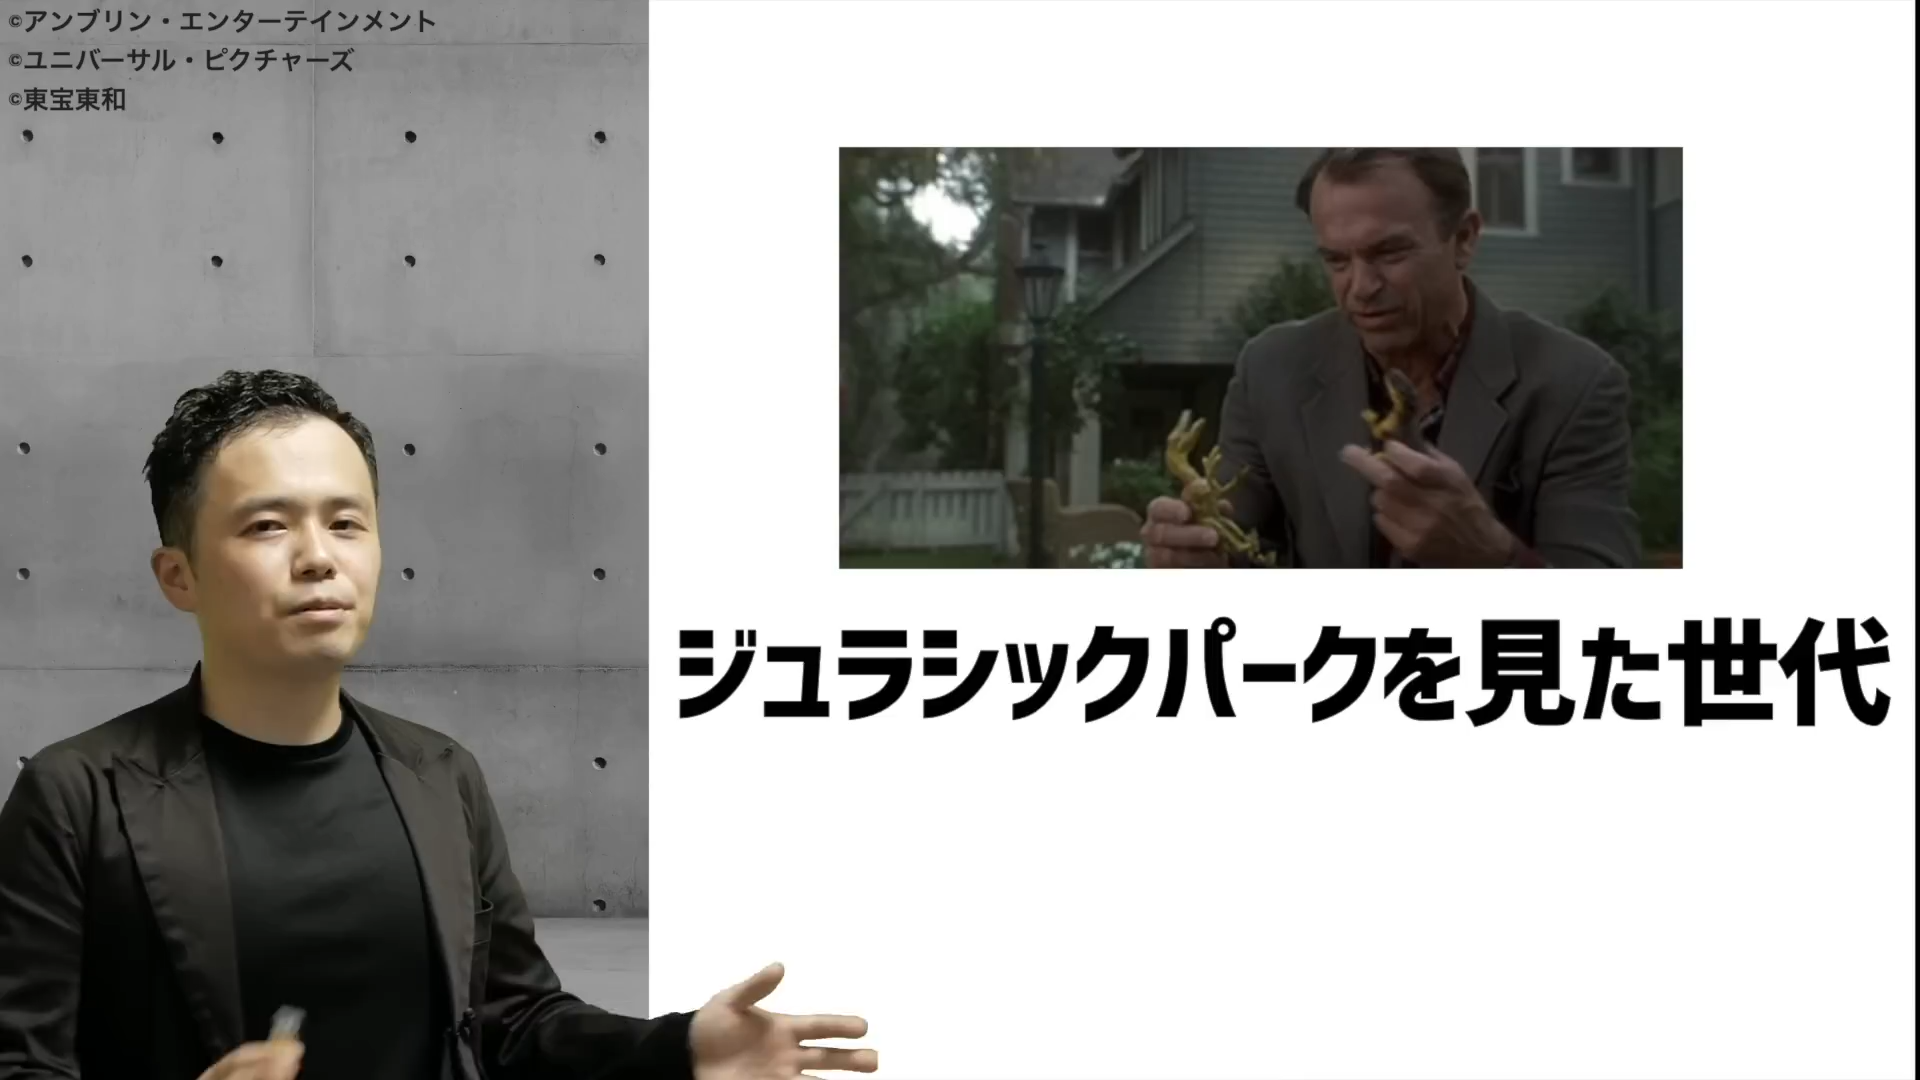 ©アンブリン・エンターテインメント
©ユニバーサル・ピクチャーズ
©東宝東和
ジュラシックパークを見た世代